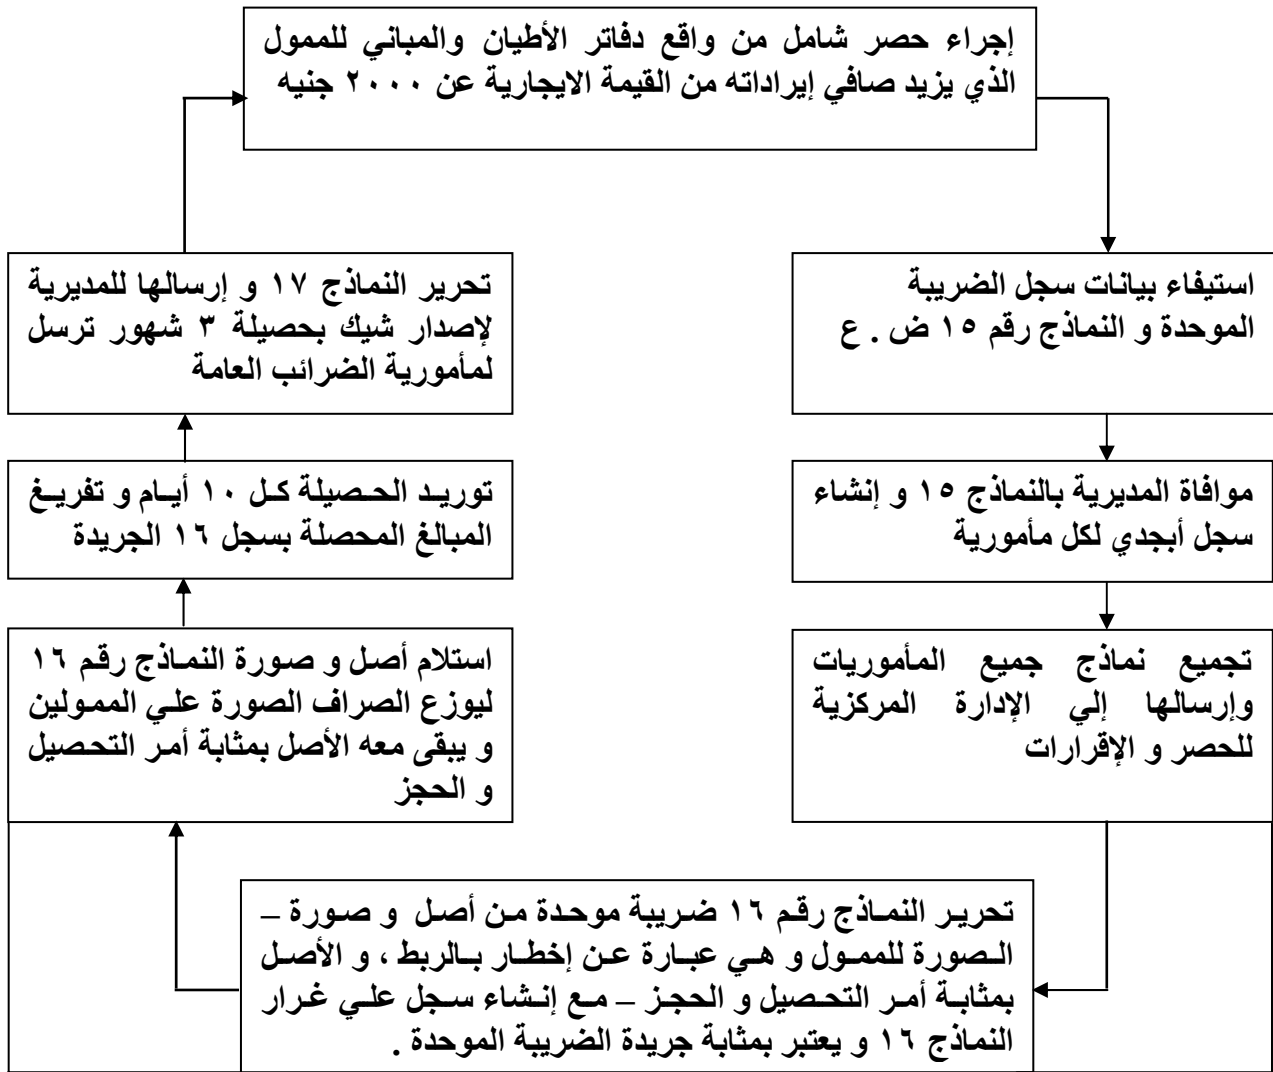 إجراء حصر شامل من واقع دفاتر الأطيان والمباني للممول
الذي يزيد صافي إيراداته من القيمة الايجارية عن ٢٠٠٠ جنيه
استيفاء بيانات سجل الضريبة
الموحدة و النماذج رقم ١٥ ض . ع
موافاة المديرية بالنماذج ١٥ و إنشاء
سجل أبجدي لكل مأمورية
تجميع نماذج جميع المأموريات
وإرسالها إلي الإدارة المركزية
للحصر و الإقرارات
تحرير النماذج رقم ١٦ ضريبة موحدة من أصل و صورة –
الصورة للممول و هي عبارة عن إخطار بالربط ، و الأصل
بمثابة أمر التحصيل و الحجز – مع إنشاء سجل علي غرار
النماذج ١٦ و يعتبر بمثابة جريدة الضريبة الموحدة .
استلام أصل و صورة النماذج رقم ١٦
ليوزع الصراف الصورة علي الممولين
و يبقى معه الأصل بمثابة أمر التحصيل
و الحجز
توريد الحصيلة كل ١٠ أيام و تفريغ
المبالغ المحصلة بسجل ١٦ الجريدة
تحرير النماذج ١٧ و إرسالها للمديرية
لإصدار شيك بحصيلة ٣ شهور ترسل
لمأمورية الضرائب العامة